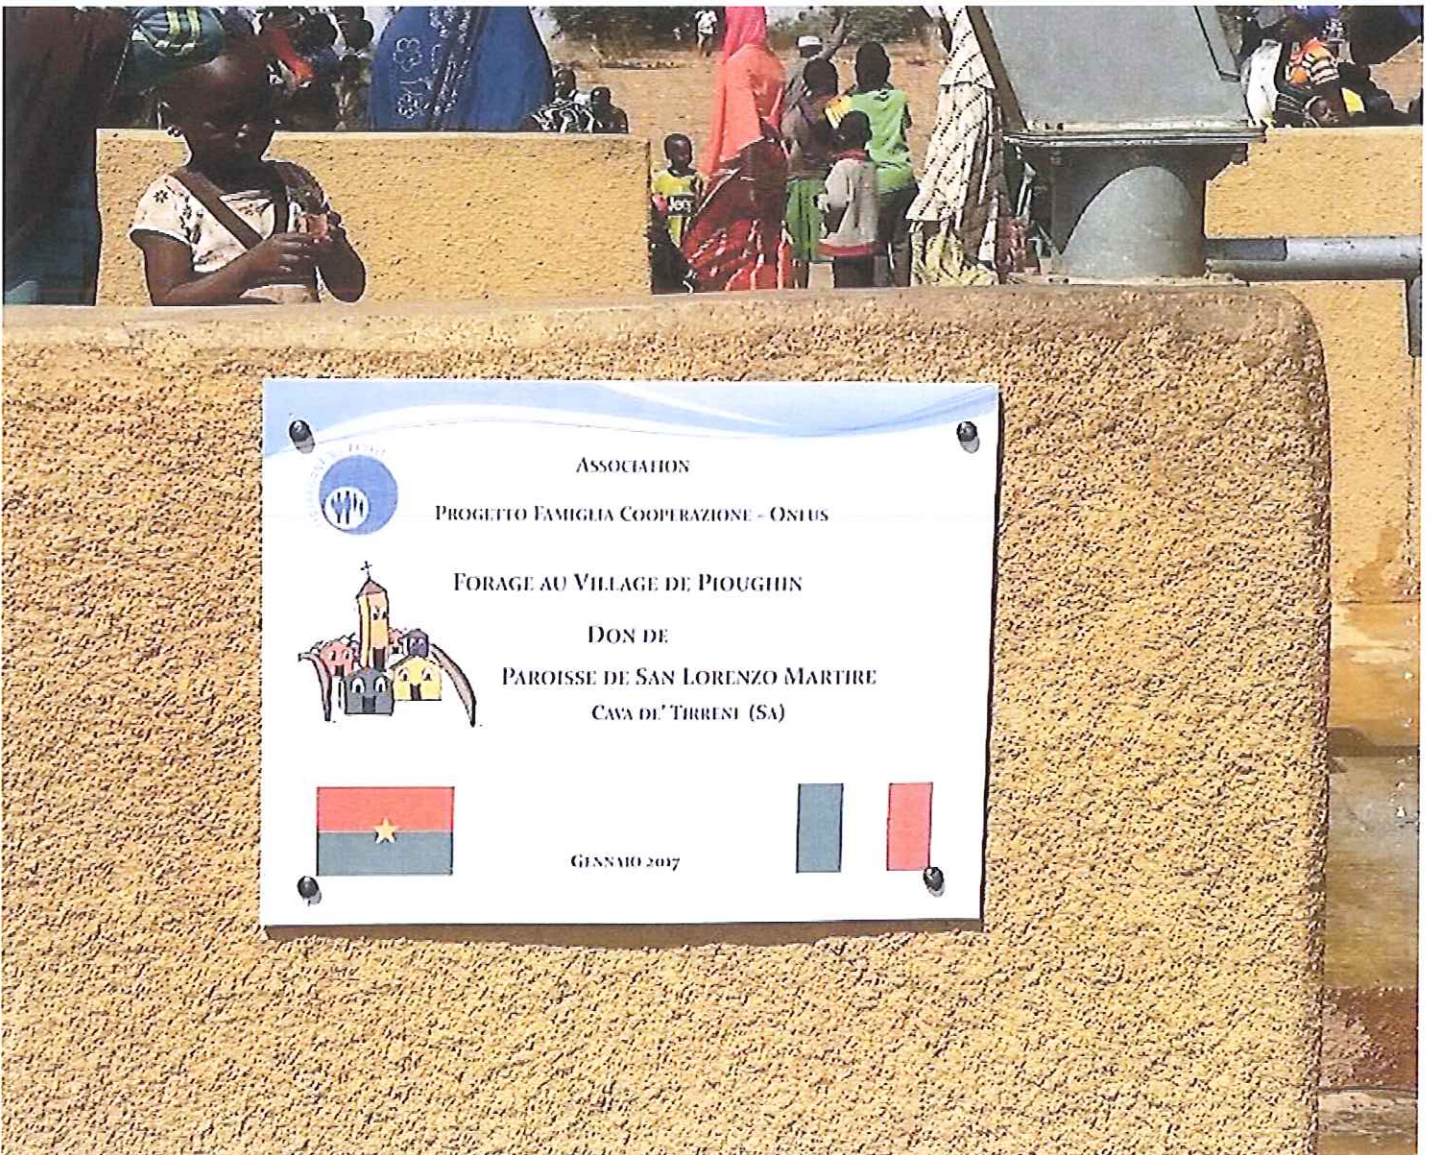 Association
Progetto Famiglia Cooperazione - Onlus
Forage au Village de Pioughin
Don de
Paroisse de San Lorenzo Martire
Cava de' Tirreni (Sa)
Gennaio 2017